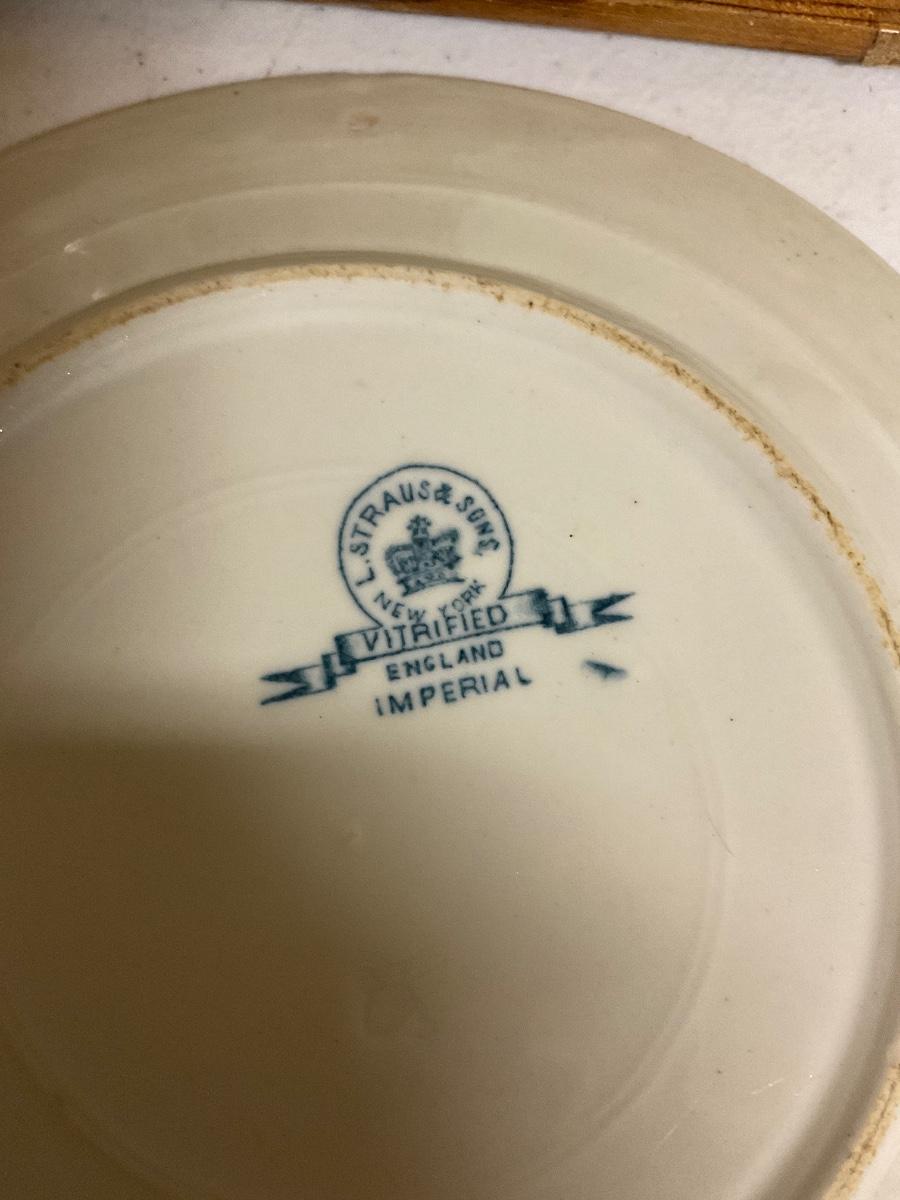 L. STRAUS & SONS,
NEW YORK
VITRIFIED
ENGLAND
IMPERIAL